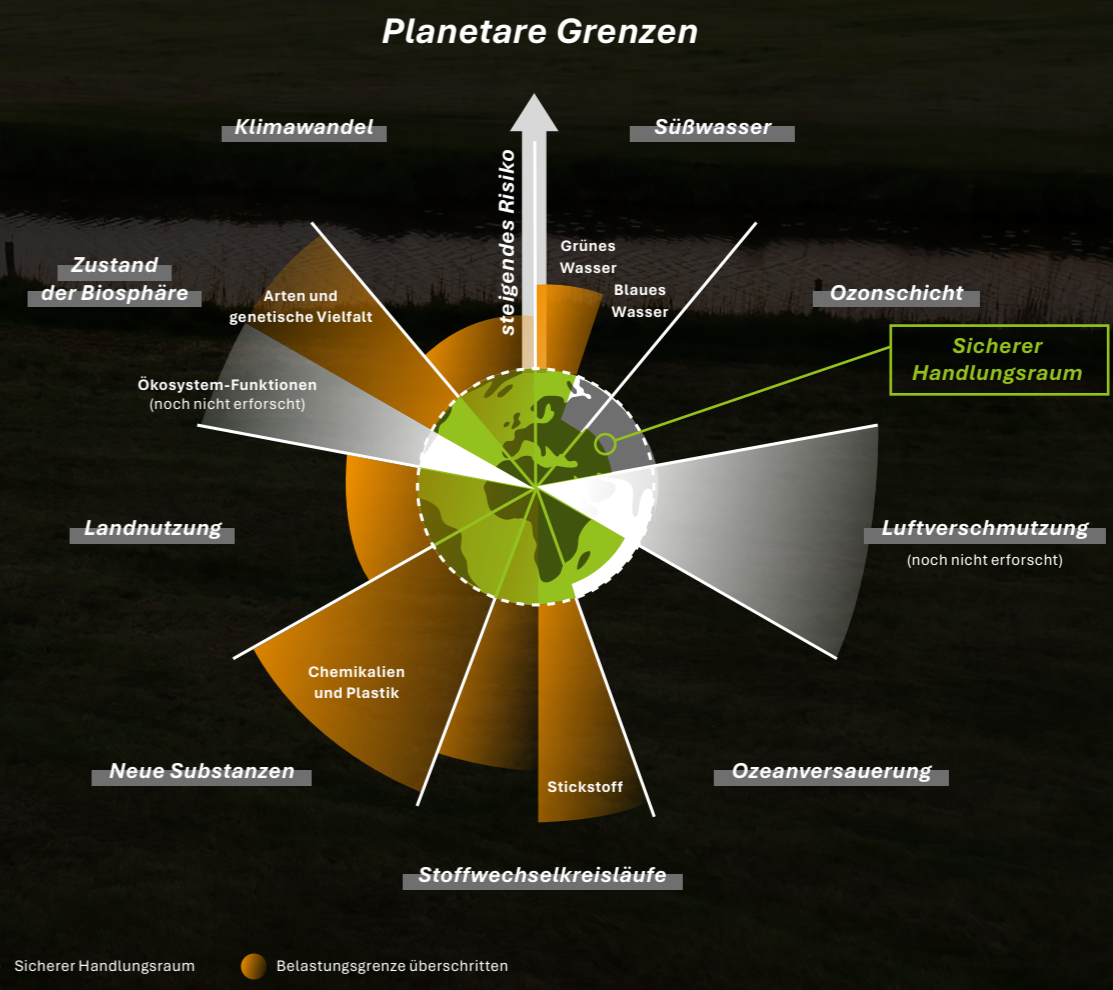 Planetare Grenzen
Klimawandel
Süßwasser
steigendes Risiko
Grünes
Wasser
Blaues
Wasser
Zustand
der Biosphäre
Arten und
genetische Vielfalt
Ozonschicht
Sicherer
Handlungsraum
Ökosystem-Funktionen
(noch nicht erforscht)
Landnutzung
Luftverschmutzung
(noch nicht erforscht)
Chemikalien
und Plastik
Neue Substanzen
Stickstoff
Ozeanversauerung
Stoffwechselkreisläufe
Sicherer Handlungsraum
Belastungsgrenze überschritten